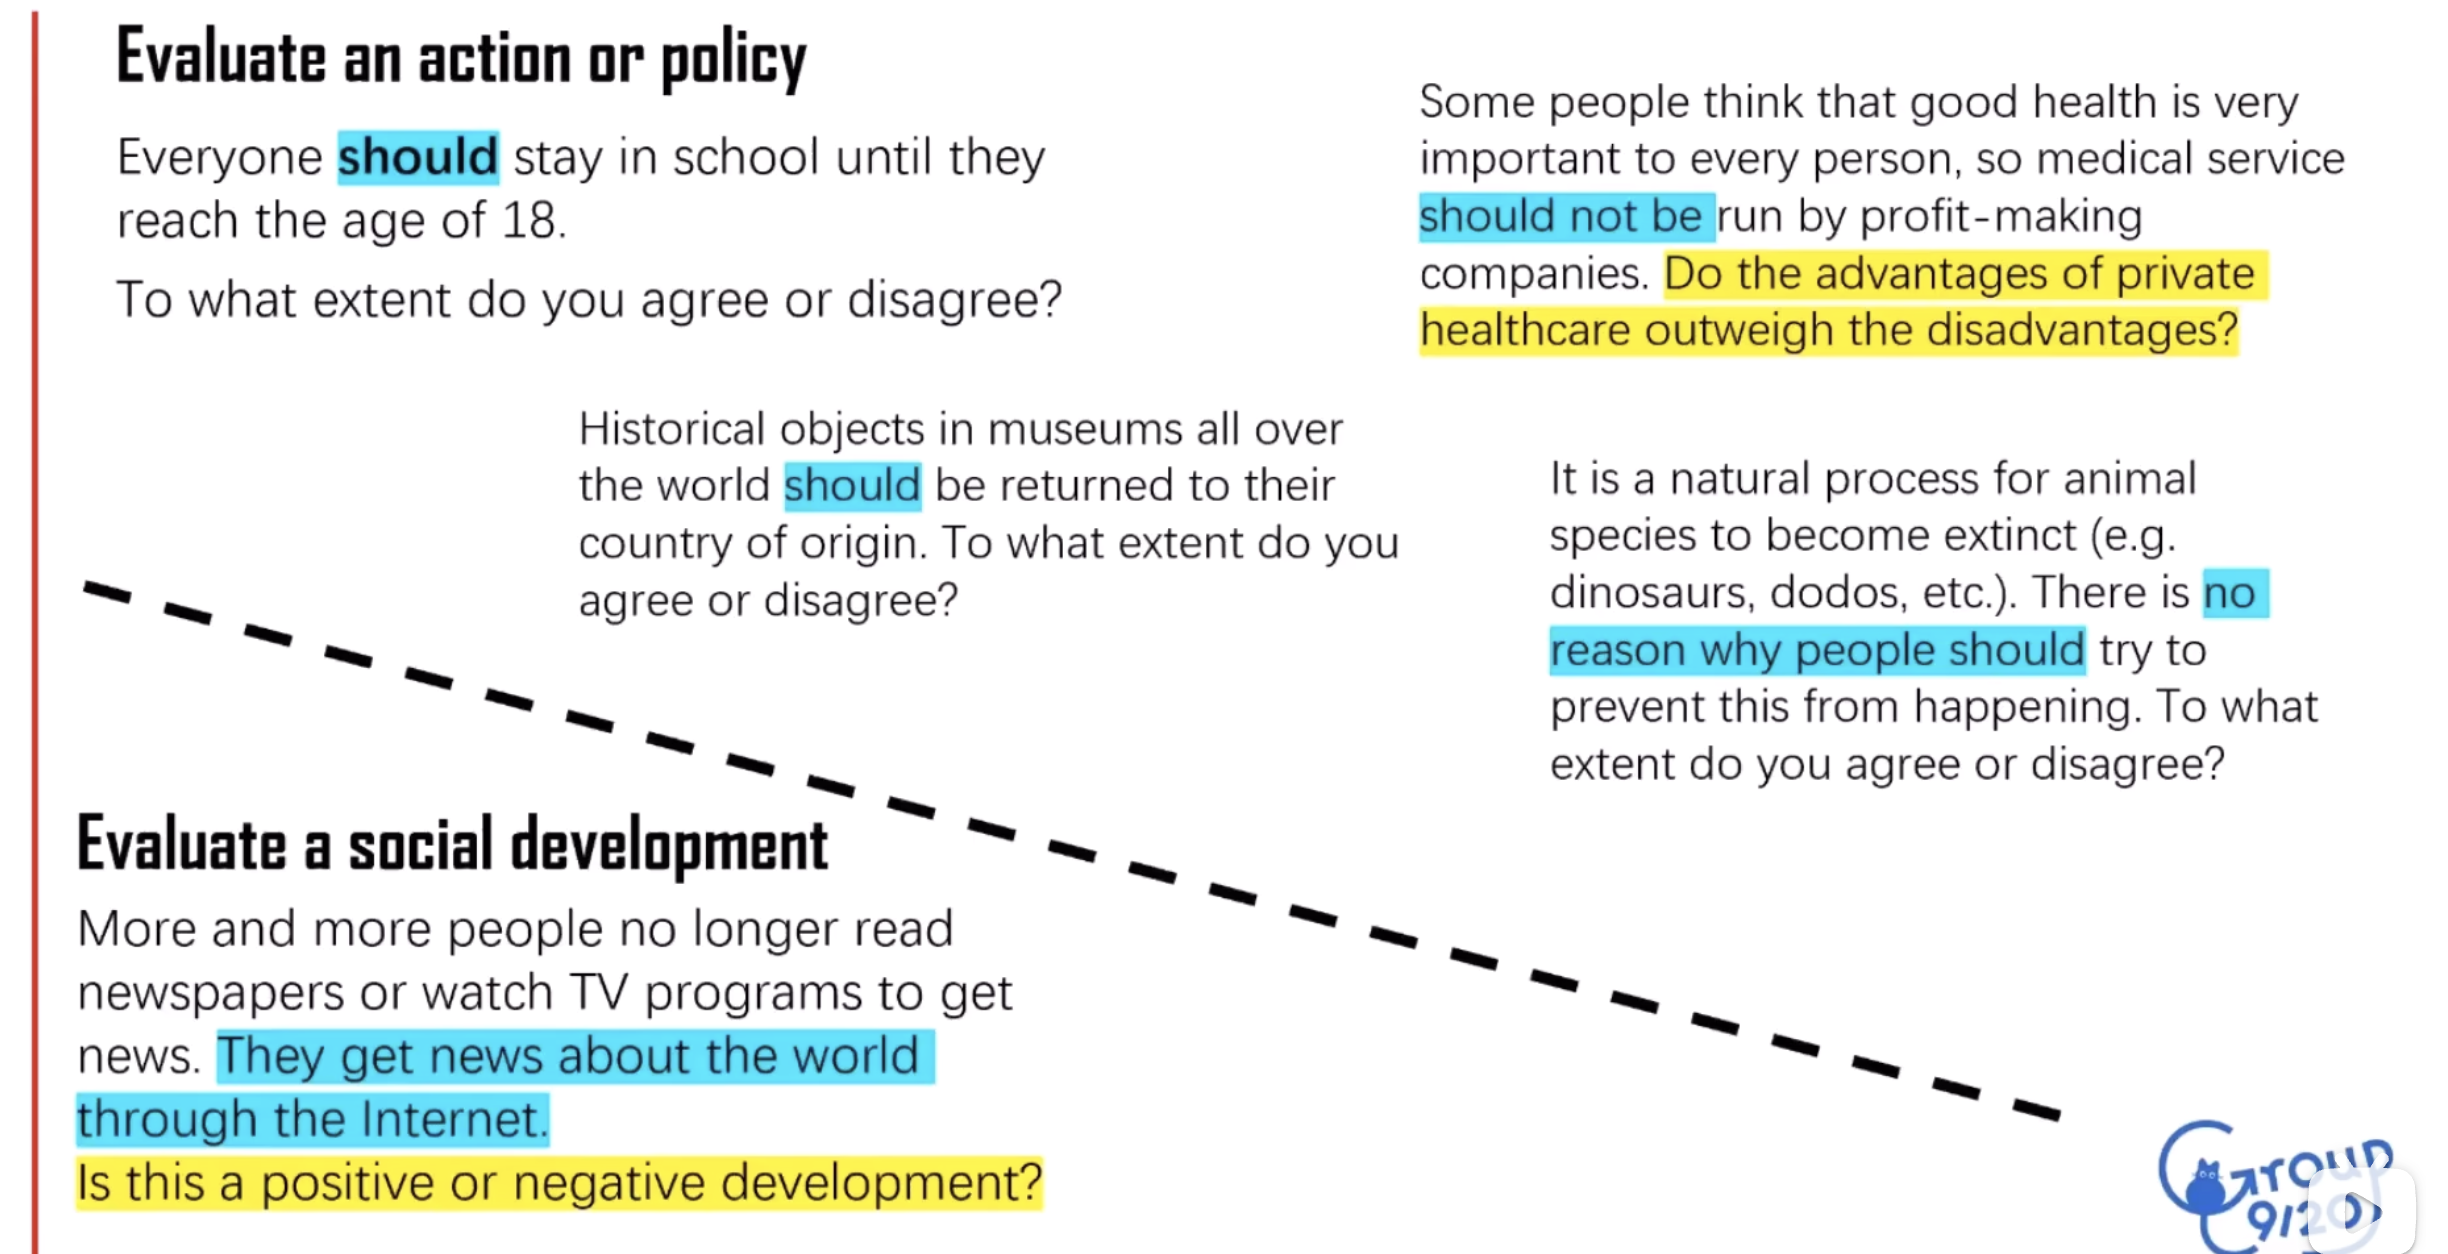 Evaluate an action or policy
Everyone should stay in school until they
reach the age of 18.
To what extent do you agree or disagree?
Some people think that good health is very
important to every person, so medical service
should not be run by profit-making
companies. Do the advantages of private
healthcare outweigh the disadvantages?
Historical objects in museums all over
the world should be returned to their
country of origin. To what extent do you
agree or disagree?
It is a natural process for animal
species to become extinct (e.g.
dinosaurs, dodos, etc.). There is no
reason why people should try to
prevent this from happening. To what
extent do you agree or disagree?
Evaluate a social development
More and more people no longer read
newspapers or watch TV programs to get
news. They get news about the world
through the Internet.
Is this a positive or negative development?
Group
9/20